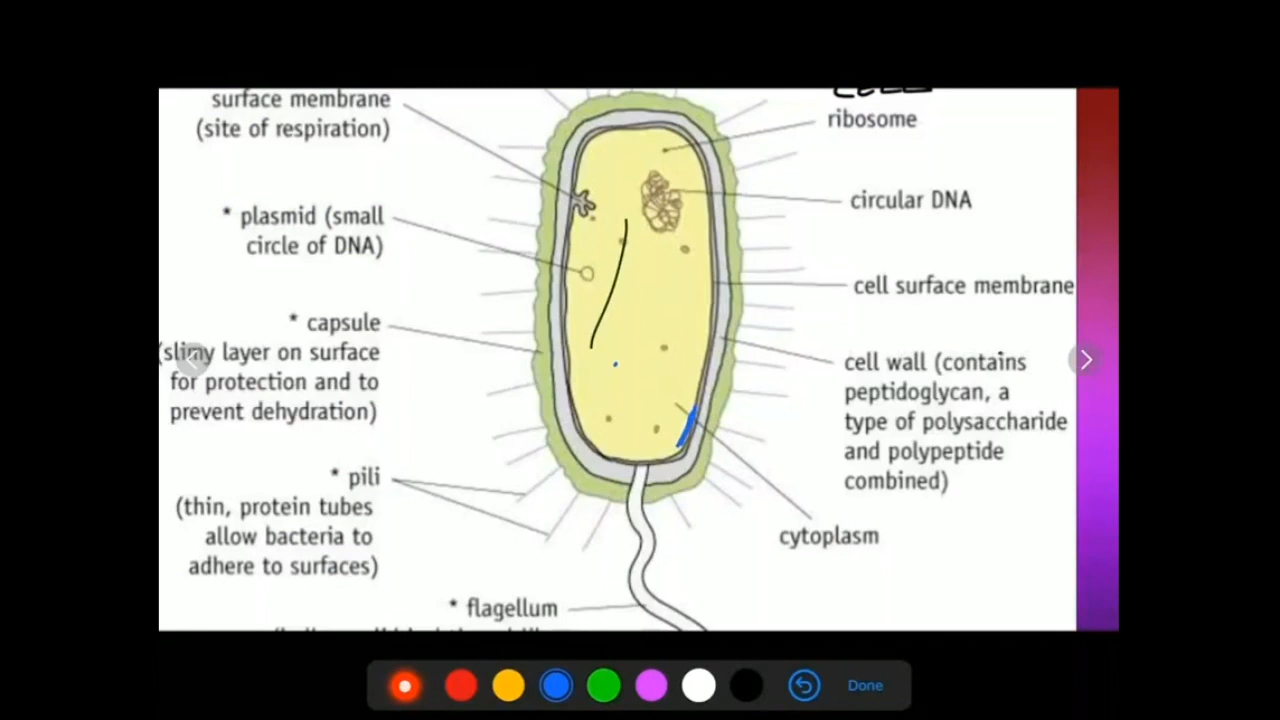 CELL
surface membrane
(site of respiration)
* plasmid (small
circle of DNA)
* capsule
(slimy layer on surface
for protection and to
prevent dehydration)
* pili
(thin, protein tubes
allow bacteria to
adhere to surfaces)
* flagellum
ribosome
circular DNA
cell surface membrane
cell wall (contains
peptidoglycan, a
type of polysaccharide
and polypeptide
combined)
cytoplasm
Done